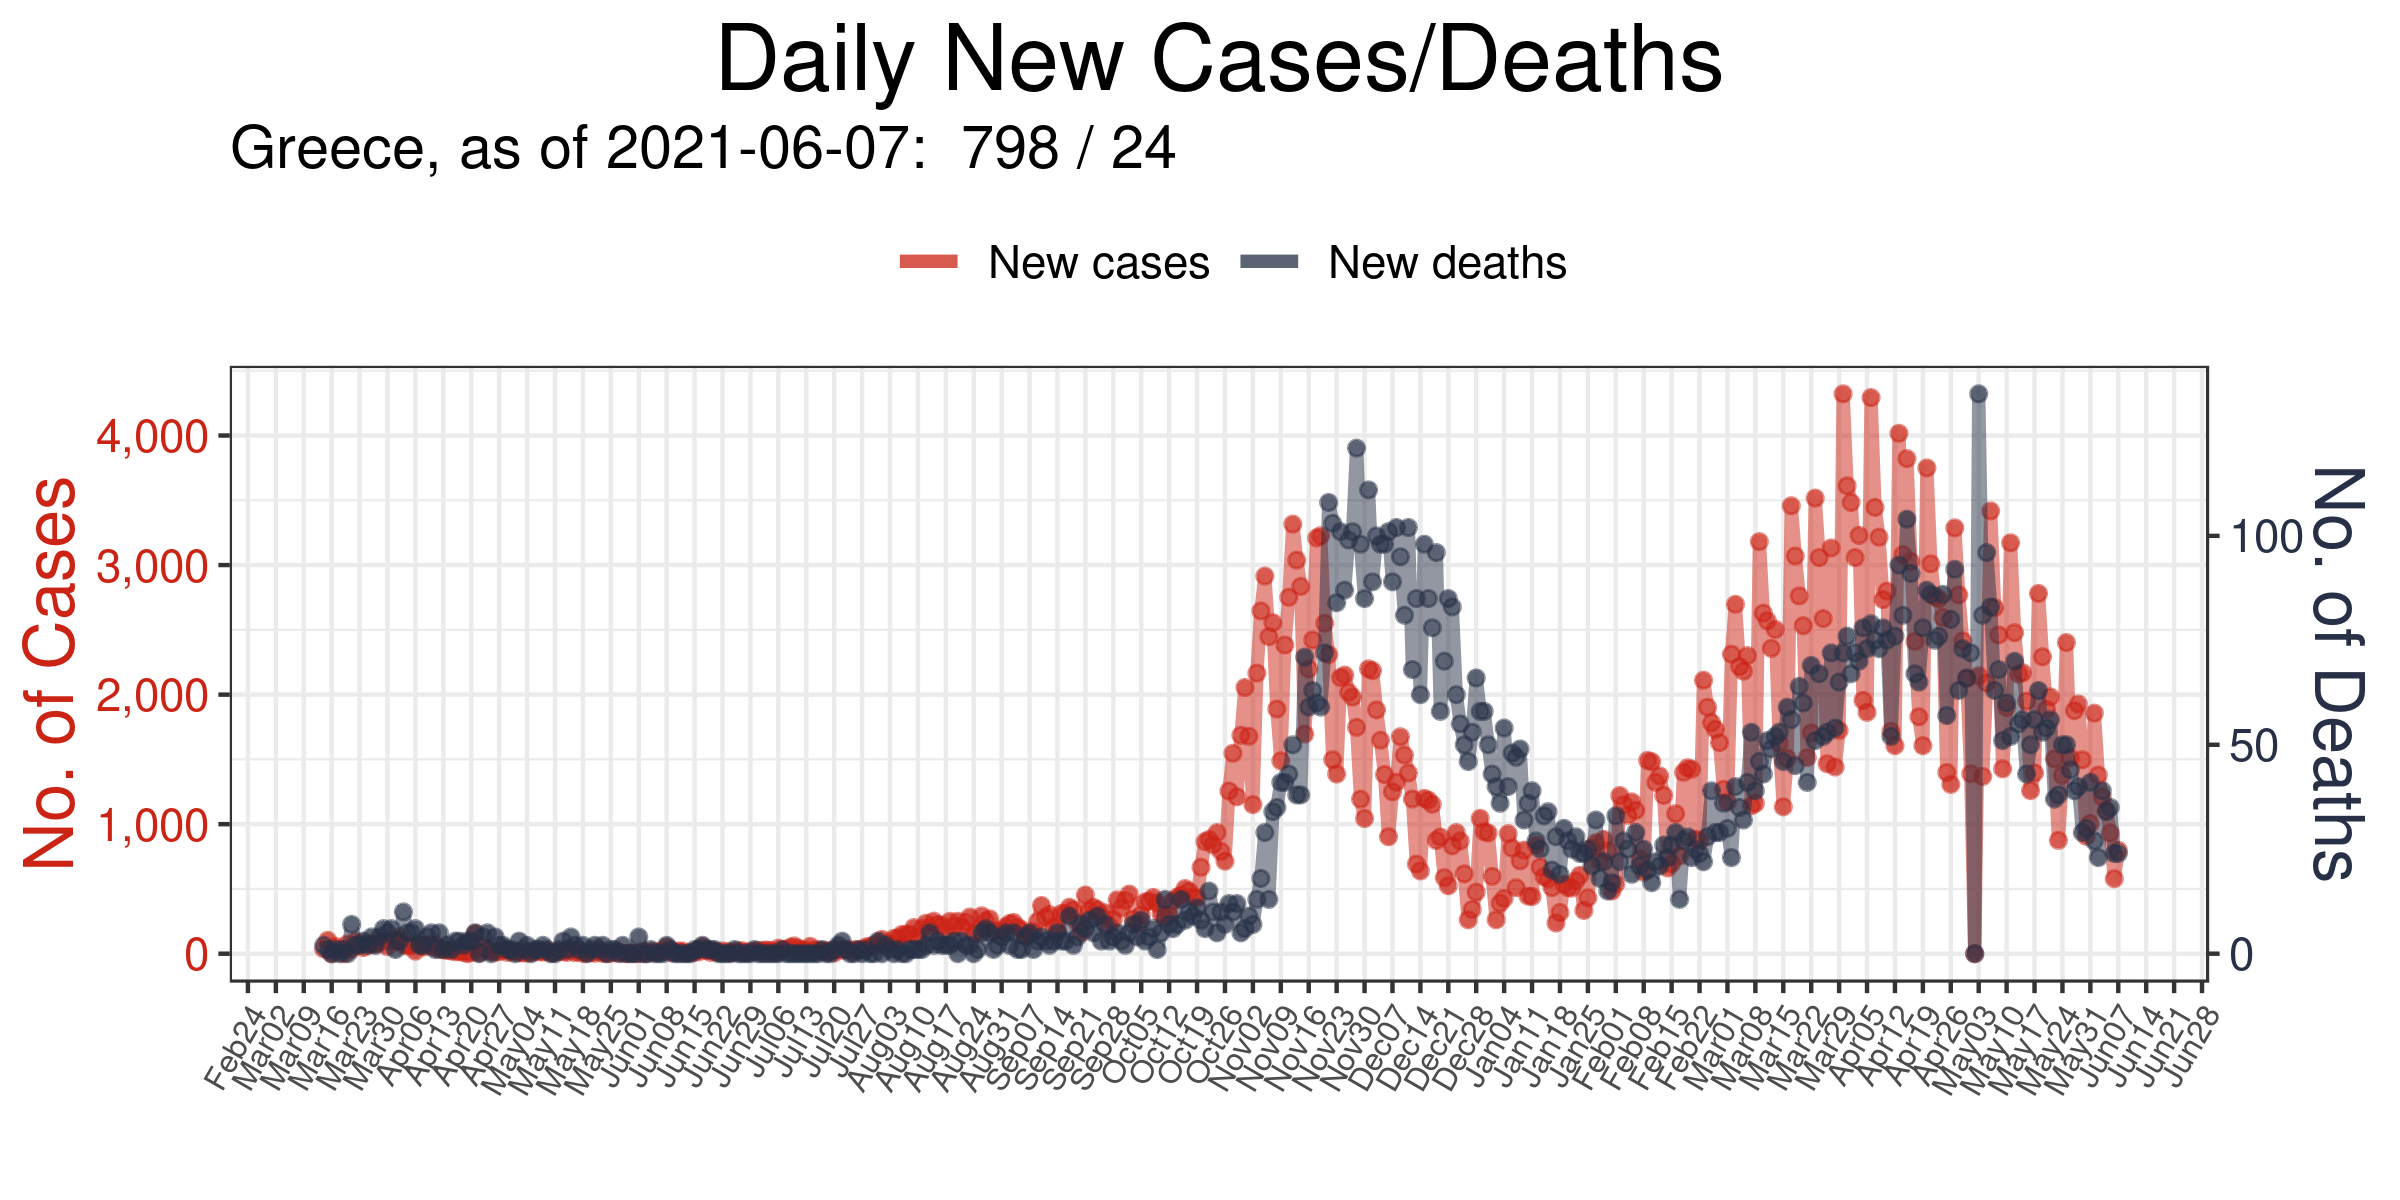 Daily New Cases/Deaths
Greece, as of 2021-06-07:  798 / 24
New cases
New deaths
No. of Cases
4,000
3,000
2,000
1,000
0
100
50
0
No. of Deaths
Feb24
Mar02
Mar09
Mar16
Mar23
Mar30
Apr06
Apr13
Apr20
Apr27
May04
May11
May18
May25
Jun01
Jun08
Jun15
Jun22
Jun29
Jul06
Jul13
Jul20
Jul27
Aug03
Aug10
Aug17
Aug24
Aug31
Sep07
Sep14
Sep21
Sep28
Oct05
Oct12
Oct19
Oct26
Nov02
Nov09
Nov16
Nov23
Nov30
Dec07
Dec14
Dec21
Dec28
Jan04
Jan11
Jan18
Jan25
Feb01
Feb08
Feb15
Feb22
Mar01
Mar08
Mar15
Mar22
Mar29
Apr05
Apr12
Apr19
Apr26
May03
May10
May17
May24
May31
Jun07
Jun14
Jun21
Jun28